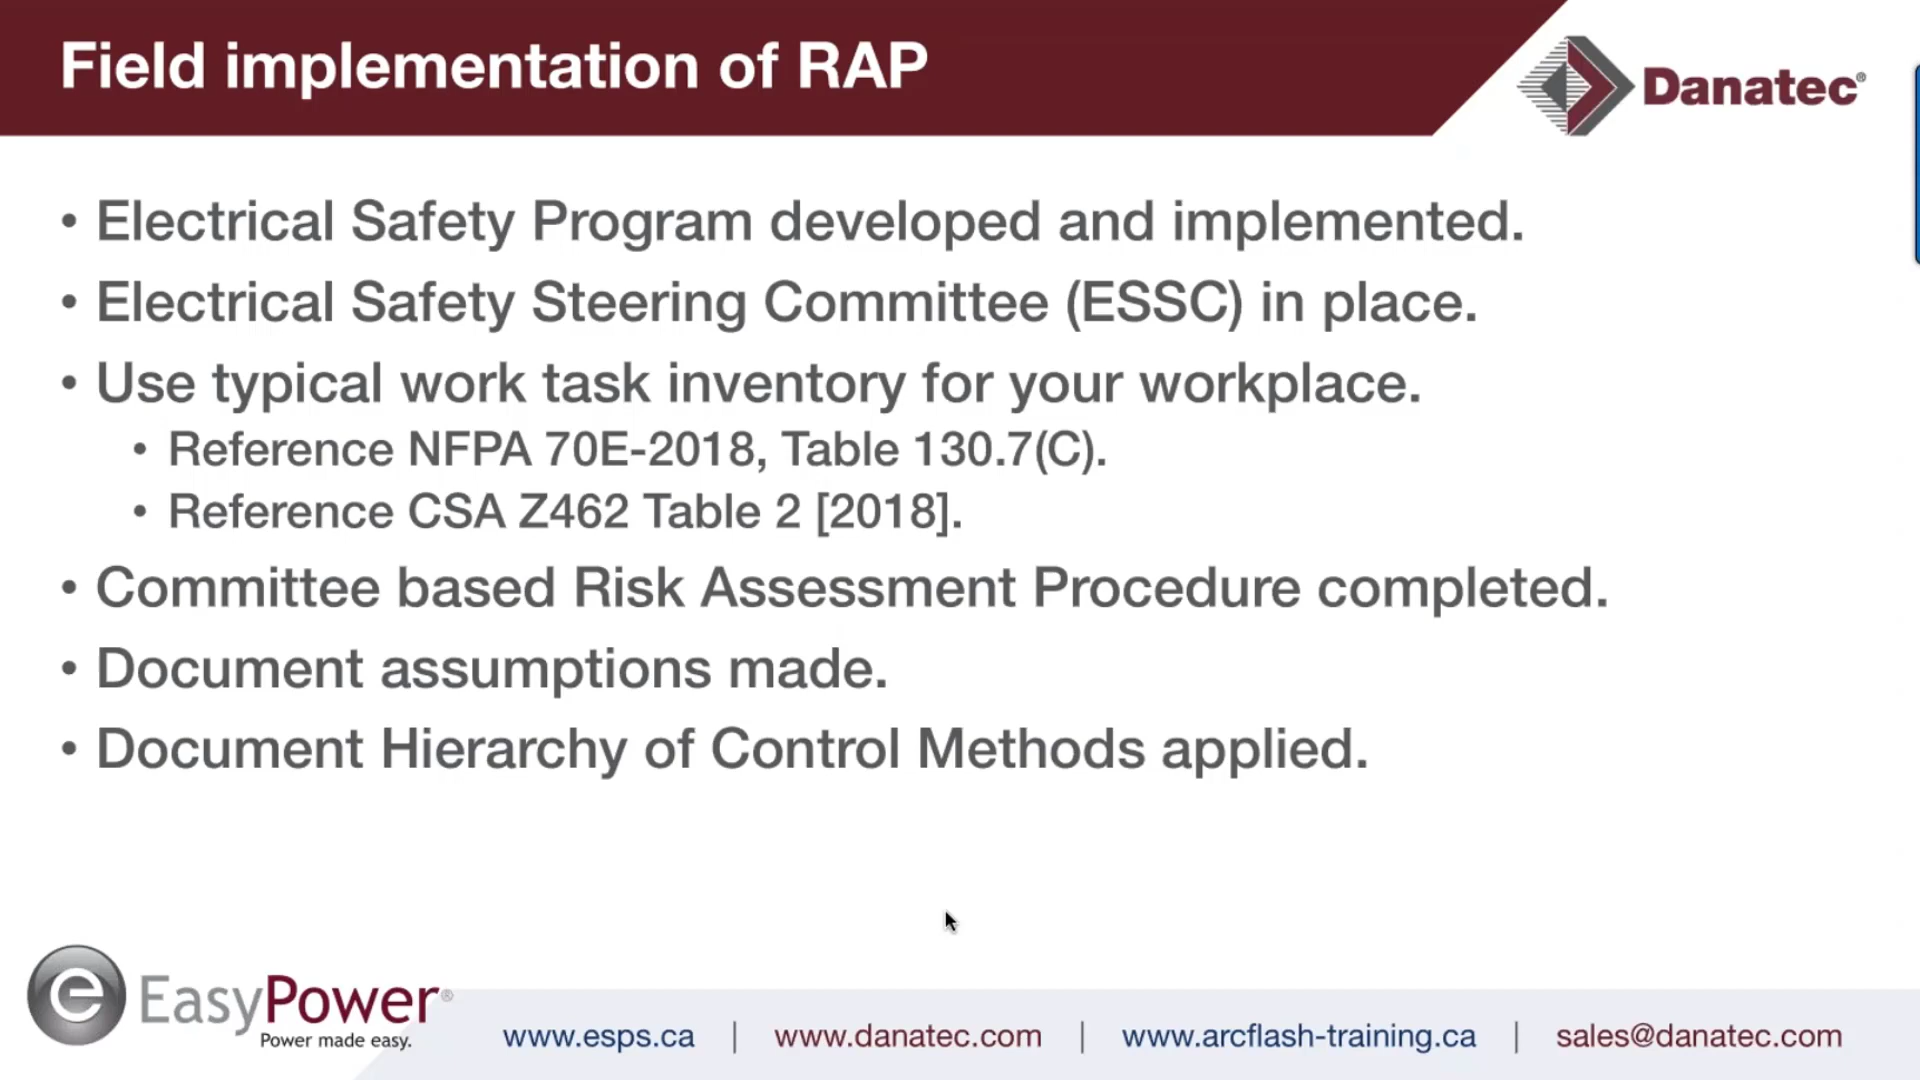 Field implementation of RAP
Danatec®
• Electrical Safety Program developed and implemented.
• Electrical Safety Steering Committee (ESSC) in place.
• Use typical work task inventory for your workplace.
• Reference NFPA 70E-2018, Table 130.7(C).
• Reference CSA Z462 Table 2 [2018].
• Committee based Risk Assessment Procedure completed.
• Document assumptions made.
• Document Hierarchy of Control Methods applied.
e EasyPower®
Power made easy.
www.esps.ca | www.danatec.com | www.arcflash-training.ca | sales@danatec.com